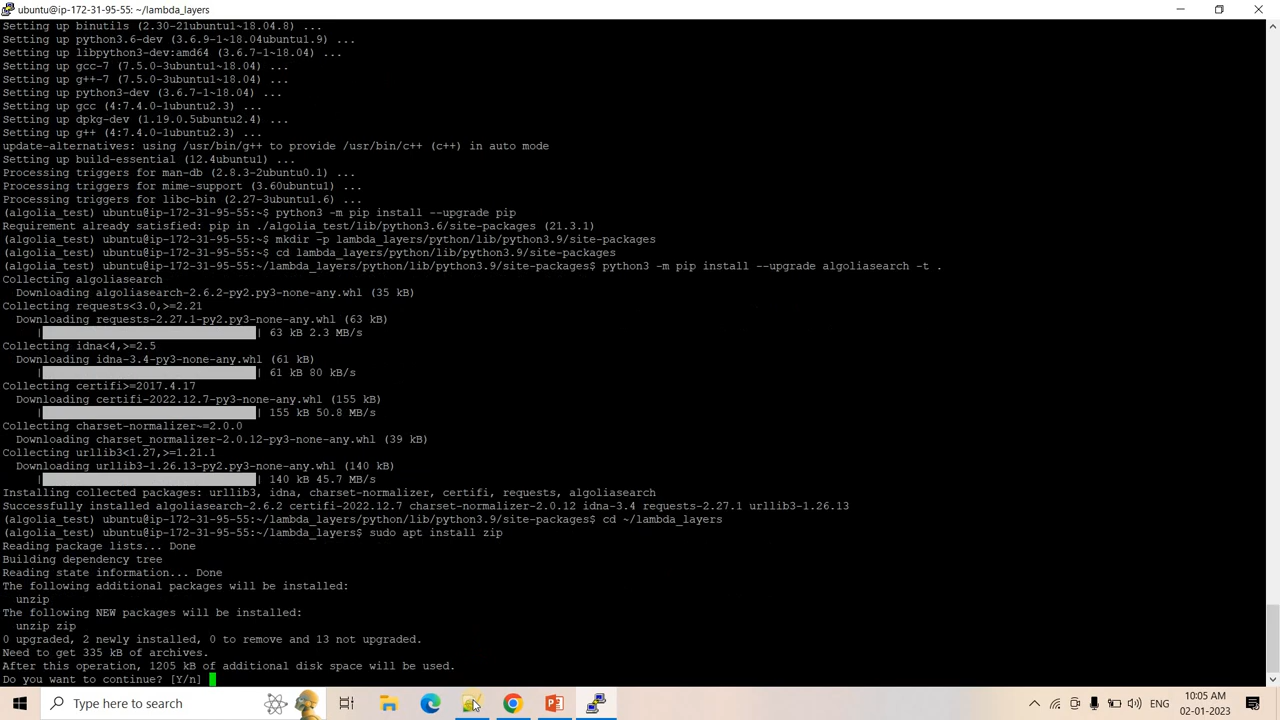 ubuntu@ip-172-31-95-55: ~/lambda_layers
Setting up binutils (2.30-21ubuntu1~18.04.8) ...
Setting up python3.6-dev (3.6.9-1~18.04ubuntu1.9) ...
Setting up libpython3-dev:amd64 (3.6.7-1~18.04) ...
Setting up gcc-7 (7.5.0-3ubuntu1~18.04) ...
Setting up g++-7 (7.5.0-3ubuntu1~18.04) ...
Setting up python3-dev (3.6.7-1~18.04) ...
Setting up gcc (4:7.4.0-1ubuntu2.3) ...
Setting up dpkg-dev (1.19.0.5ubuntu2.4) ...
Setting up g++ (4:7.4.0-1ubuntu2.3) ...
update-alternatives: using /usr/bin/g++ to provide /usr/bin/c++ (c++) in auto mode
Setting up build-essential (12.4ubuntu1) ...
Processing triggers for man-db (2.8.3-2ubuntu0.1) ...
Processing triggers for mime-support (3.60ubuntu1) ...
Processing triggers for libc-bin (2.27-3ubuntu1.6) ...
(algolia_test) ubuntu@ip-172-31-95-55:~$ python3 -m pip install --upgrade pip
Requirement already satisfied: pip in ./algolia_test/lib/python3.6/site-packages (21.3.1)
(algolia_test) ubuntu@ip-172-31-95-55:~$ mkdir -p lambda_layers/python/lib/python3.9/site-packages
(algolia_test) ubuntu@ip-172-31-95-55:~$ cd lambda_layers/python/lib/python3.9/site-packages
(algolia_test) ubuntu@ip-172-31-95-55:~/lambda_layers/python/lib/python3.9/site-packages$ python3 -m pip install --upgrade algoliasearch -t .
Collecting algoliasearch
  Downloading algoliasearch-2.6.2-py2.py3-none-any.whl (35 kB)
Collecting requests<3.0,>=2.21
  Downloading requests-2.27.1-py2.py3-none-any.whl (63 kB)
     |                                | 63 kB 2.3 MB/s
Collecting idna<4,>=2.5
  Downloading idna-3.4-py3-none-any.whl (61 kB)
     |                                | 61 kB 80 kB/s
Collecting certifi>=2017.4.17
  Downloading certifi-2022.12.7-py3-none-any.whl (155 kB)
     |                                | 155 kB 50.8 MB/s
Collecting charset-normalizer~=2.0.0
  Downloading charset_normalizer-2.0.12-py3-none-any.whl (39 kB)
Collecting urllib3<1.27,>=1.21.1
  Downloading urllib3-1.26.13-py2.py3-none-any.whl (140 kB)
     |                                | 140 kB 45.7 MB/s
Installing collected packages: urllib3, idna, charset-normalizer, certifi, requests, algoliasearch
Successfully installed algoliasearch-2.6.2 certifi-2022.12.7 charset-normalizer-2.0.12 idna-3.4 requests-2.27.1 urllib3-1.26.13
(algolia_test) ubuntu@ip-172-31-95-55:~/lambda_layers/python/lib/python3.9/site-packages$ cd ~/lambda_layers
(algolia_test) ubuntu@ip-172-31-95-55:~/lambda_layers$ sudo apt install zip
Reading package lists... Done
Building dependency tree
Reading state information... Done
The following additional packages will be installed:
  unzip
The following NEW packages will be installed:
  unzip zip
0 upgraded, 2 newly installed, 0 to remove and 13 not upgraded.
Need to get 335 kB of archives.
After this operation, 1205 kB of additional disk space will be used.
Do you want to continue? [Y/n]
Type here to search
10:05 AM
02-01-2023